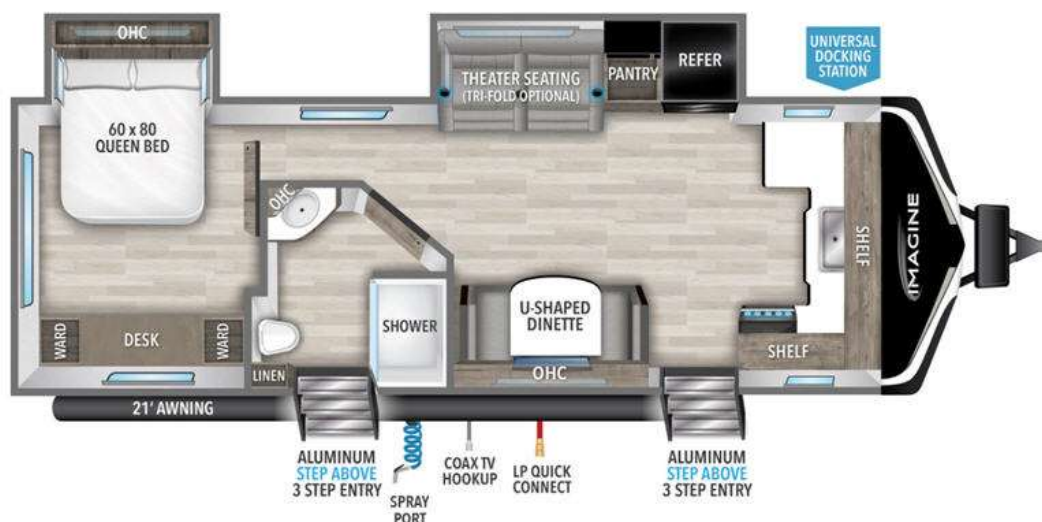 OHC
60 x 80
QUEEN BED
THEATER SEATING
(TRI-FOLD OPTIONAL)
PANTRY
REFER
UNIVERSAL
DOCKING
STATION
OHC
SHOWER
U-SHAPED
DINETTE
OHC
SHELF
SHELF
IMAGINE
WARD
DESK
WARD
LINEN
21' AWNING
ALUMINUM
STEP ABOVE
3 STEP ENTRY
SPRAY
PORT
COAX TV
HOOKUP
LP QUICK
CONNECT
ALUMINUM
STEP ABOVE
3 STEP ENTRY